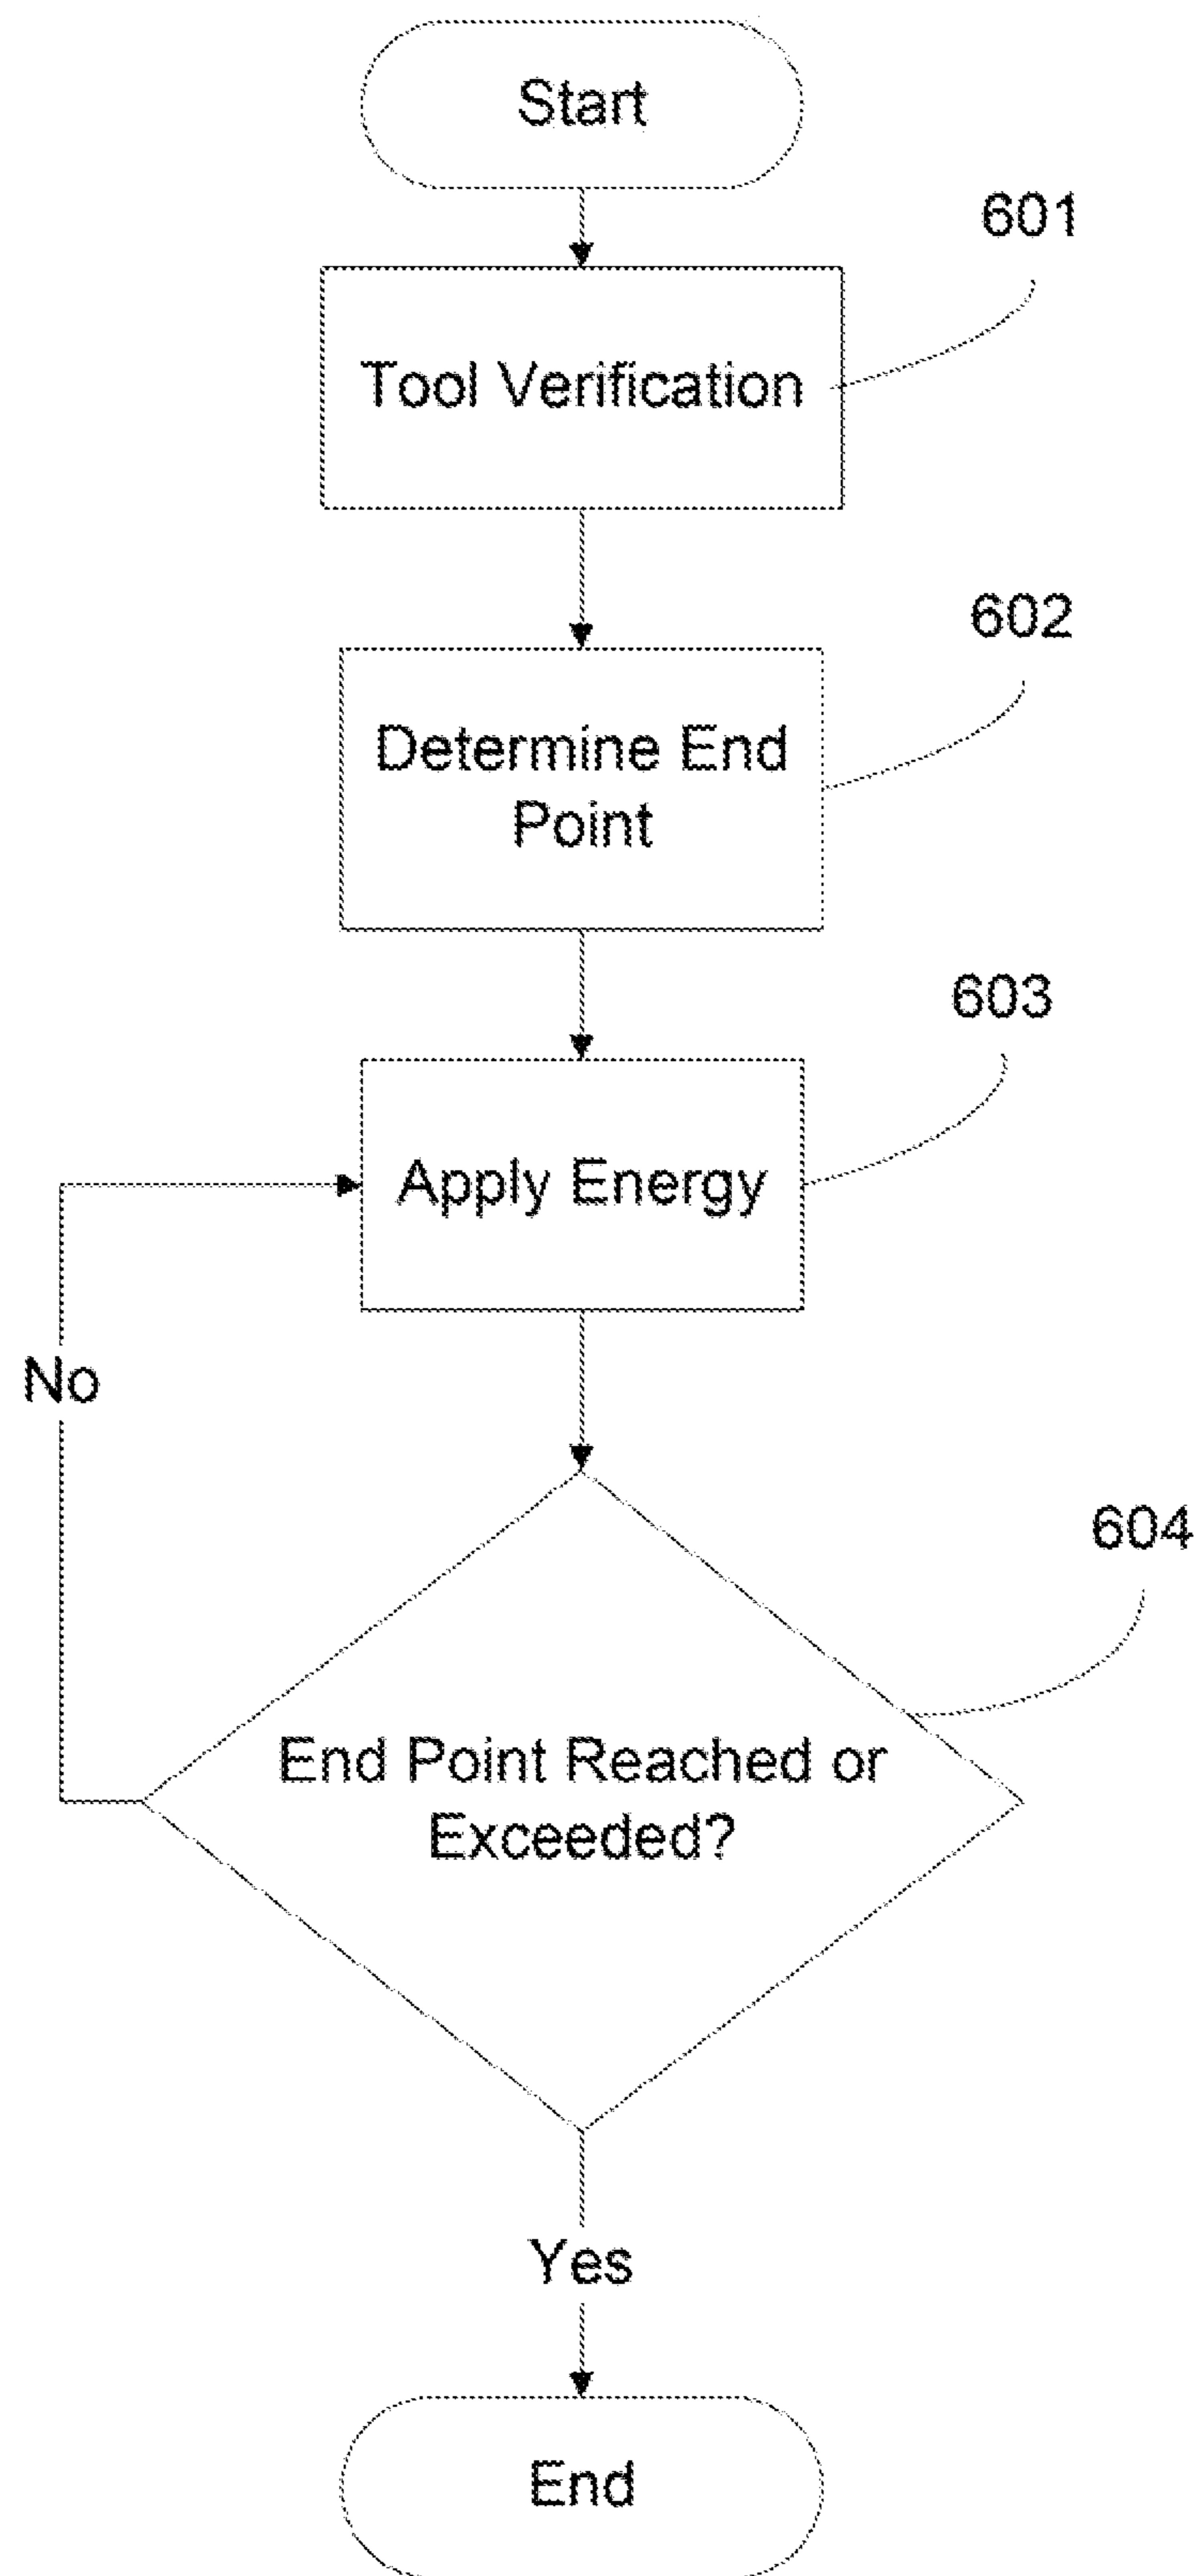 Start
601
Tool Verification
602
Determine End
Point
603
Apply Energy
No
604
End Point Reached or
Exceeded?
Yes
End